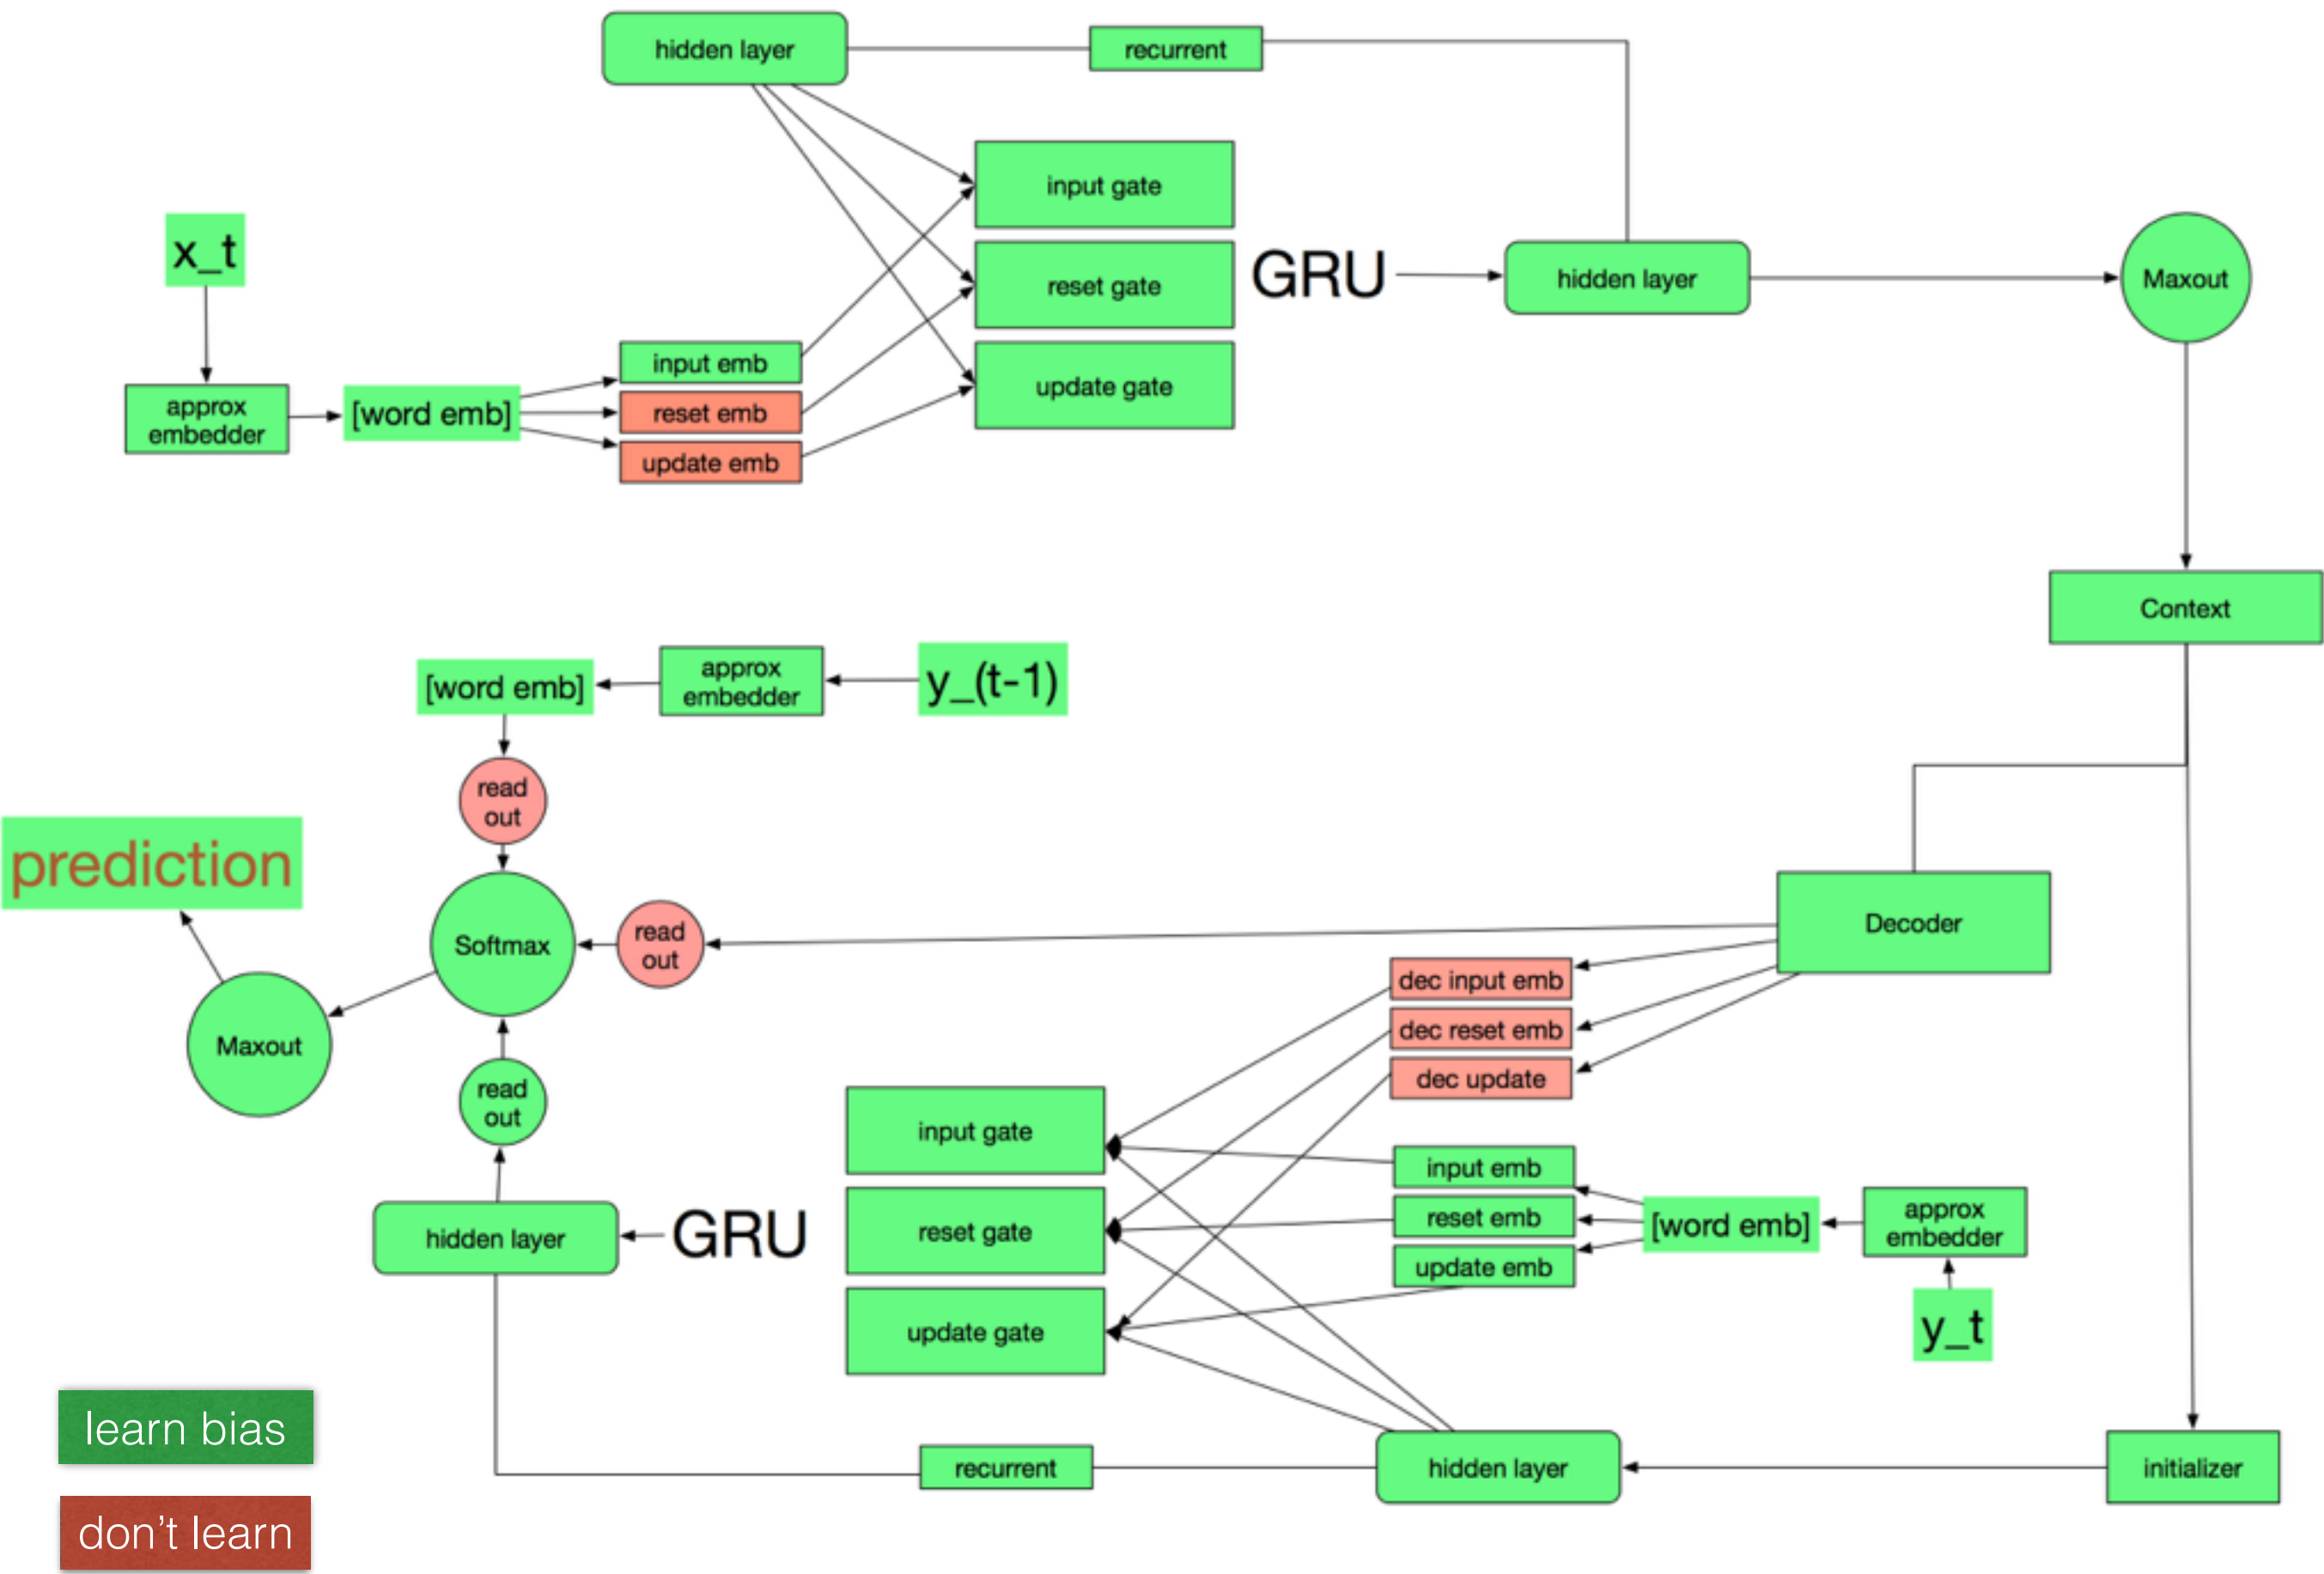 hidden layer
recurrent
input gate
x_t
reset gate
GRU
hidden layer
Maxout
update gate
input emb
approx
embedder
[word emb]
reset emb
update emb
Context
[word emb]
approx
embedder
y_(t-1)
read
out
prediction
Softmax
read
out
Decoder
dec input emb
dec reset emb
dec update
Maxout
read
out
input gate
input emb
hidden layer
GRU
reset gate
reset emb
[word emb]
approx
embedder
update emb
update gate
y_t
learn bias
recurrent
hidden layer
initializer
don't learn